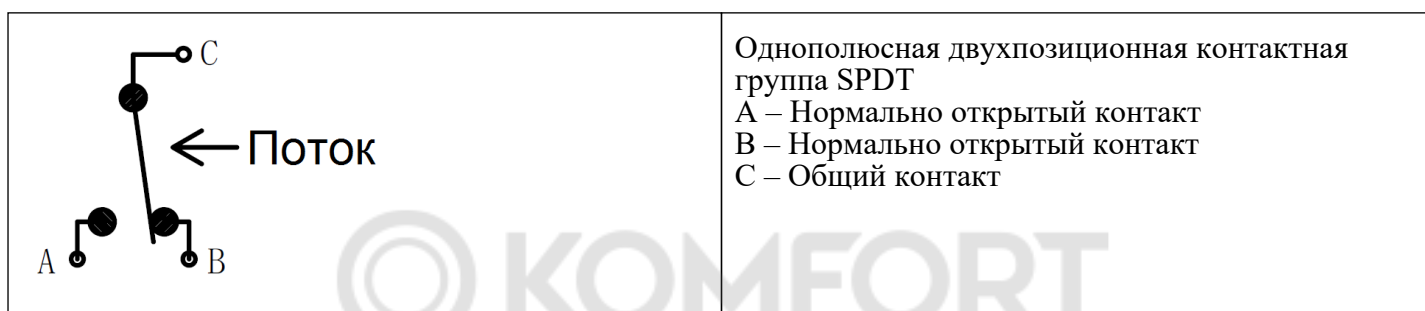 C
Поток
A
B
Однополюсная двухпозиционная контактная
группа SPDT
A – Нормально открытый контакт
B – Нормально открытый контакт
C – Общий контакт
KOMFORT